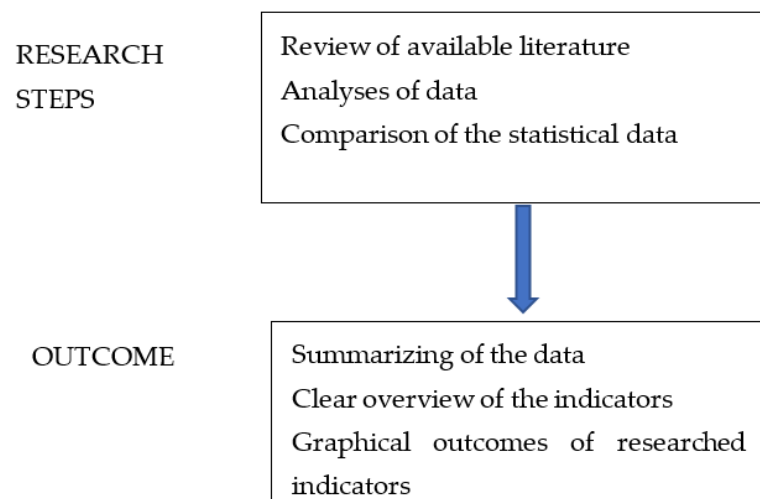 RESEARCH
STEPS
Review of available literature
Analyses of data
Comparison of the statistical data
OUTCOME
Summarizing of the data
Clear overview of the indicators
Graphical outcomes of researched
indicators